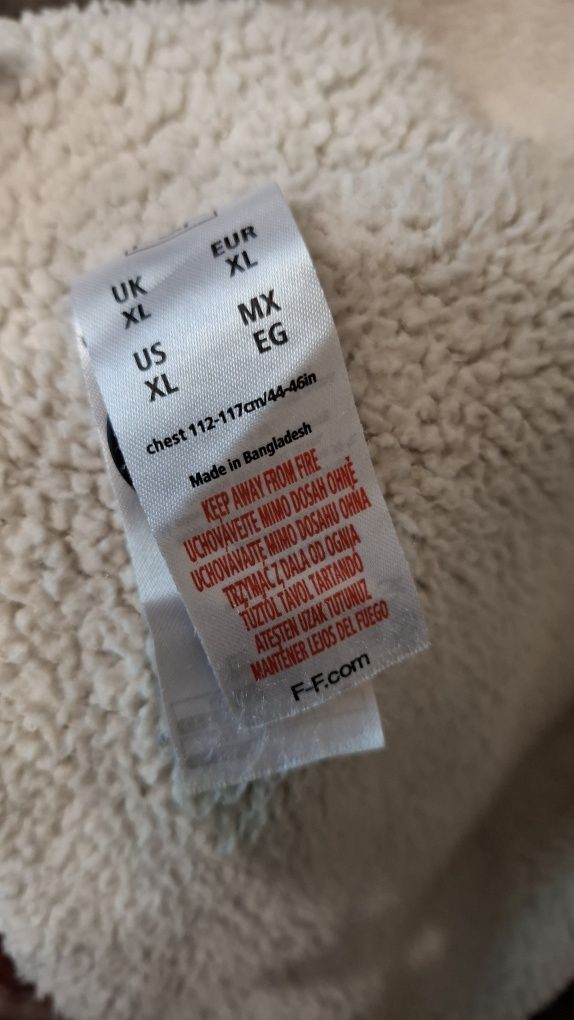 UK EUR
XL XL
US MX
XL EG
chest 112-117cm/44-46in
Made in Bangladesh
KEEP AWAY FROM FIRE
UCHOVÁVEJTE MIMO DOSAH OHNĚ
UCHOVÁVAJTE MIMO DOSAHU OHŇA
TRZYMAĆ Z DALA OD OGNIA
TŰZTŐL TÁVOL TARTANDÓ
ATEŞTEN UZAK TUTUNUZ
MANTENER LEJOS DEL FUEGO
F-F.com